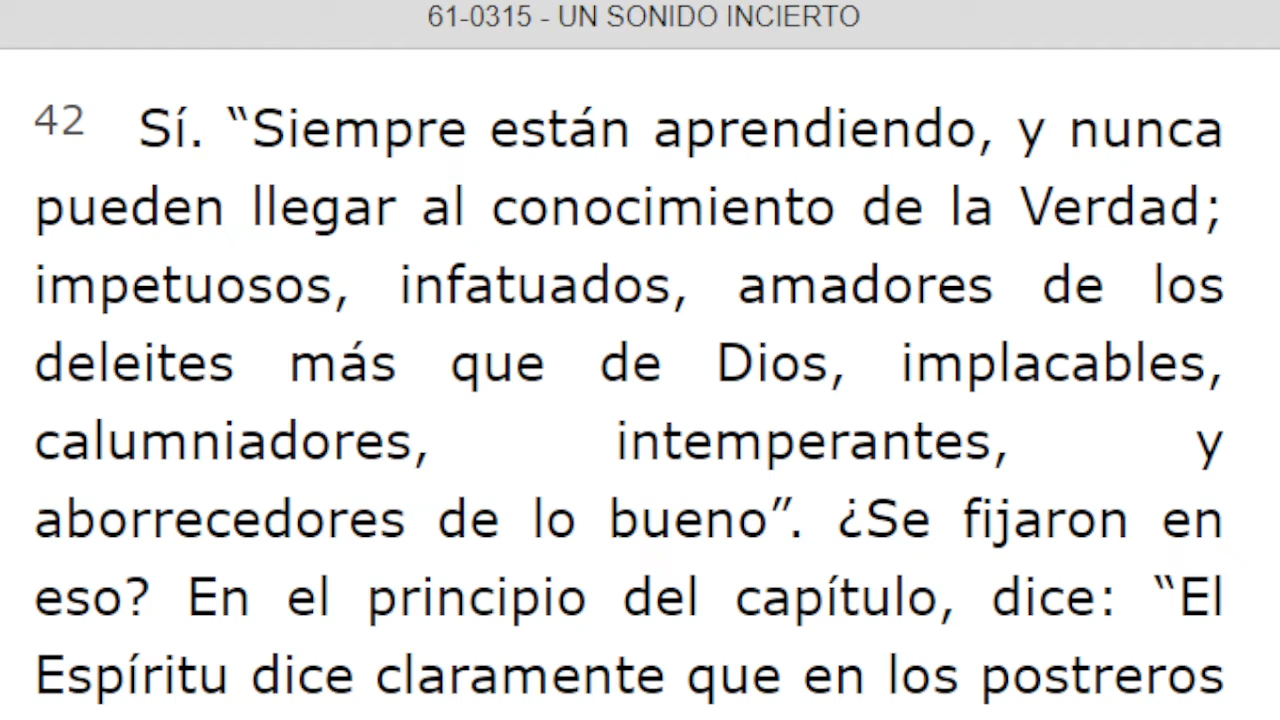 61-0315 - UN SONIDO INCIERTO
42 Sí. “Siempre están aprendiendo, y nunca
pueden llegar al conocimiento de la Verdad;
impetuosos, infatuados, amadores de los
deleites más que de Dios, implacables,
calumniadores, intemperantes, y
aborrecedores de lo bueno”. ¿Se fijaron en
eso? En el principio del capítulo, dice: “El
Espíritu dice claramente que en los postreros